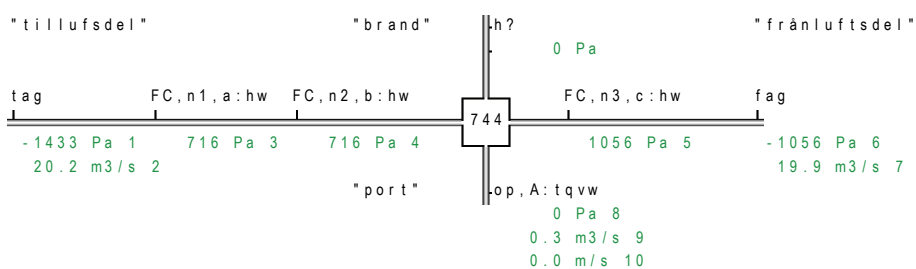 "tillufsdel" "brand" h? "frånluftsdel"
0 Pa
tag FC,n1,a:hw FC,n2,b:hw FC,n3,c:hw fag
744
-1433 Pa 1 716 Pa 3 716 Pa 4 1056 Pa 5 -1056 Pa 6
20.2 m3/s 2 19.9 m3/s 7
"port" op,A:tqvw
0 Pa 8
0.3 m3/s 9
0.0 m/s 10